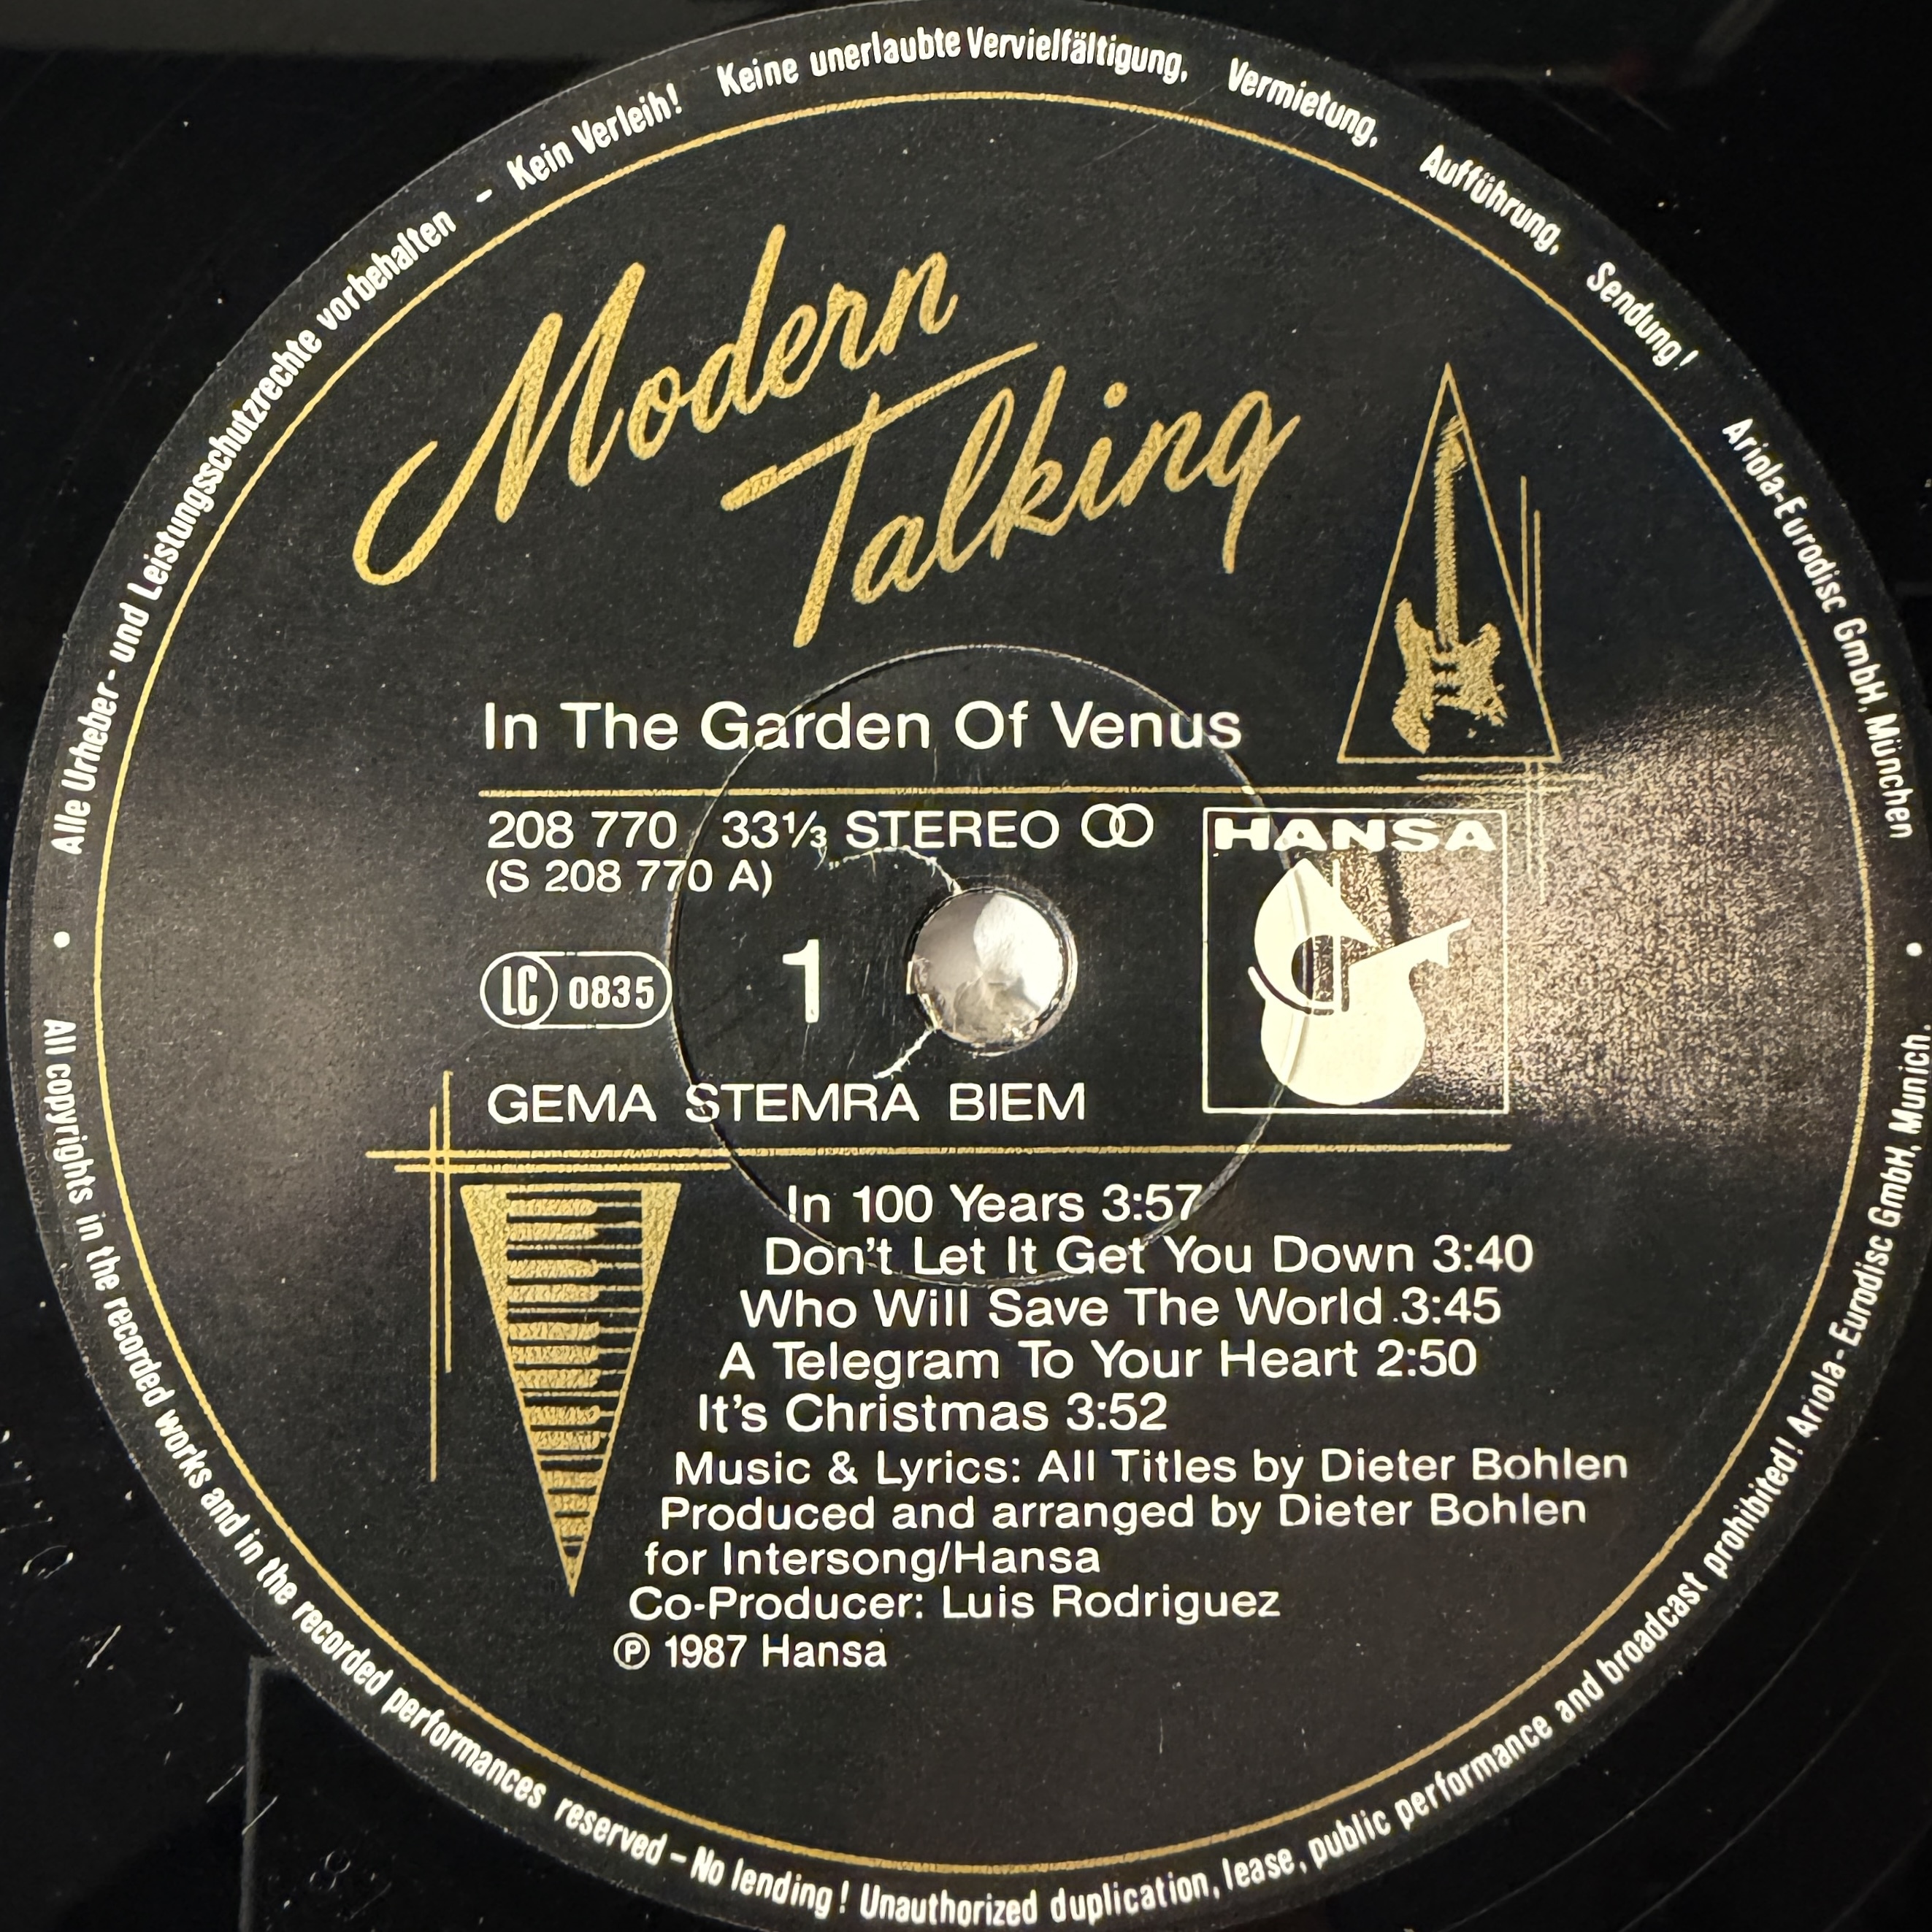 Alle Urheber- und Leistungsschutzrechte vorbehalten – Kein Verleih! Keine unerlaubte Vervielfältigung, Vermietung, Aufführung, Sendung! Ariola-Eurodisc GmbH, München
Modern
Talking
In The Garden Of Venus
208 770 33⅓ STEREO
(S 208 770 A)
HANSA
LC 0835
1
GEMA STEMRA BIEM
In 100 Years 3:57
Don't Let It Get You Down 3:40
Who Will Save The World 3:45
A Telegram To Your Heart 2:50
It's Christmas 3:52
Music & Lyrics: All Titles by Dieter Bohlen
Produced and arranged by Dieter Bohlen
for Intersong/Hansa
Co-Producer: Luis Rodriguez
℗ 1987 Hansa
All copyrights in the recorded works and in the recorded performances reserved – No lending! Unauthorized duplication, lease, public performance and broadcast prohibited! Ariola-Eurodisc GmbH, Munich.